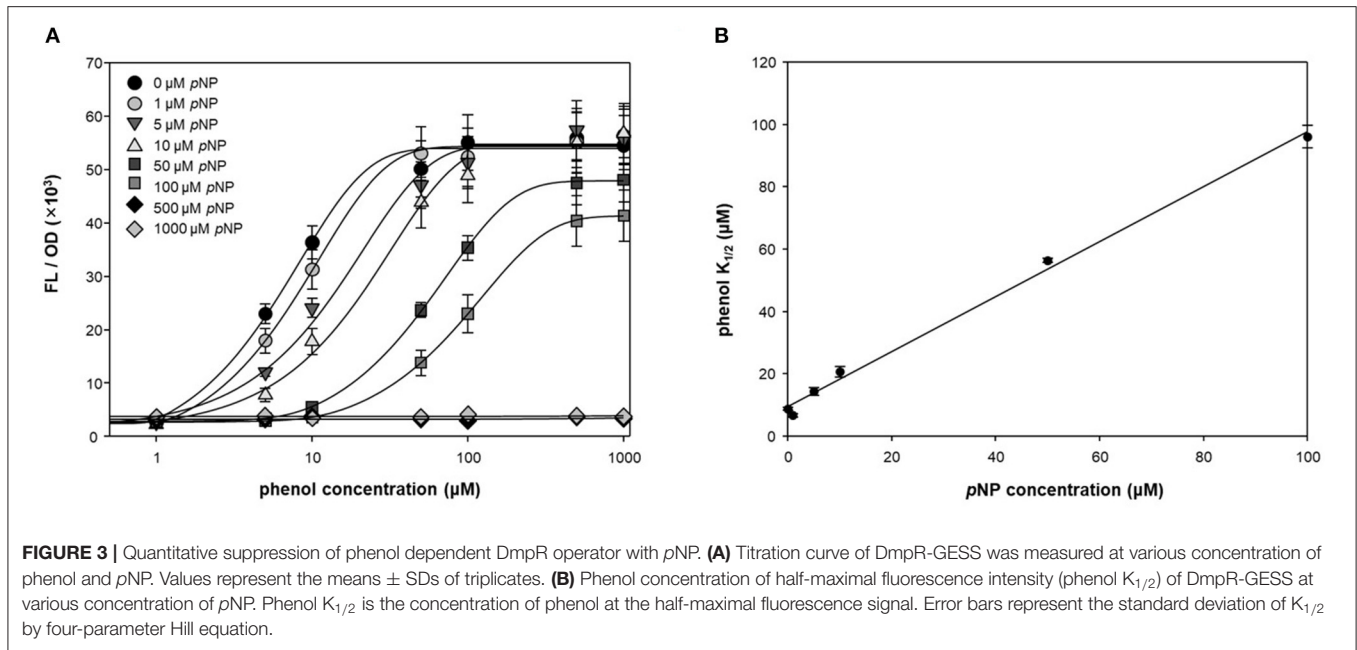 A
B
70
60
50
40
30
20
10
0
FL / OD (×10³)
0 µM pNP
1 µM pNP
5 µM pNP
10 µM pNP
50 µM pNP
100 µM pNP
500 µM pNP
1000 µM pNP
1
10
100
1000
phenol concentration (µM)
120
100
80
60
40
20
0
phenol K1/2 (µM)
0
20
40
60
80
100
pNP concentration (µM)
FIGURE 3 | Quantitative suppression of phenol dependent DmpR operator with pNP. (A) Titration curve of DmpR-GESS was measured at various concentration of
phenol and pNP. Values represent the means ± SDs of triplicates. (B) Phenol concentration of half-maximal fluorescence intensity (phenol K1/2) of DmpR-GESS at
various concentration of pNP. Phenol K1/2 is the concentration of phenol at the half-maximal fluorescence signal. Error bars represent the standard deviation of K1/2
by four-parameter Hill equation.